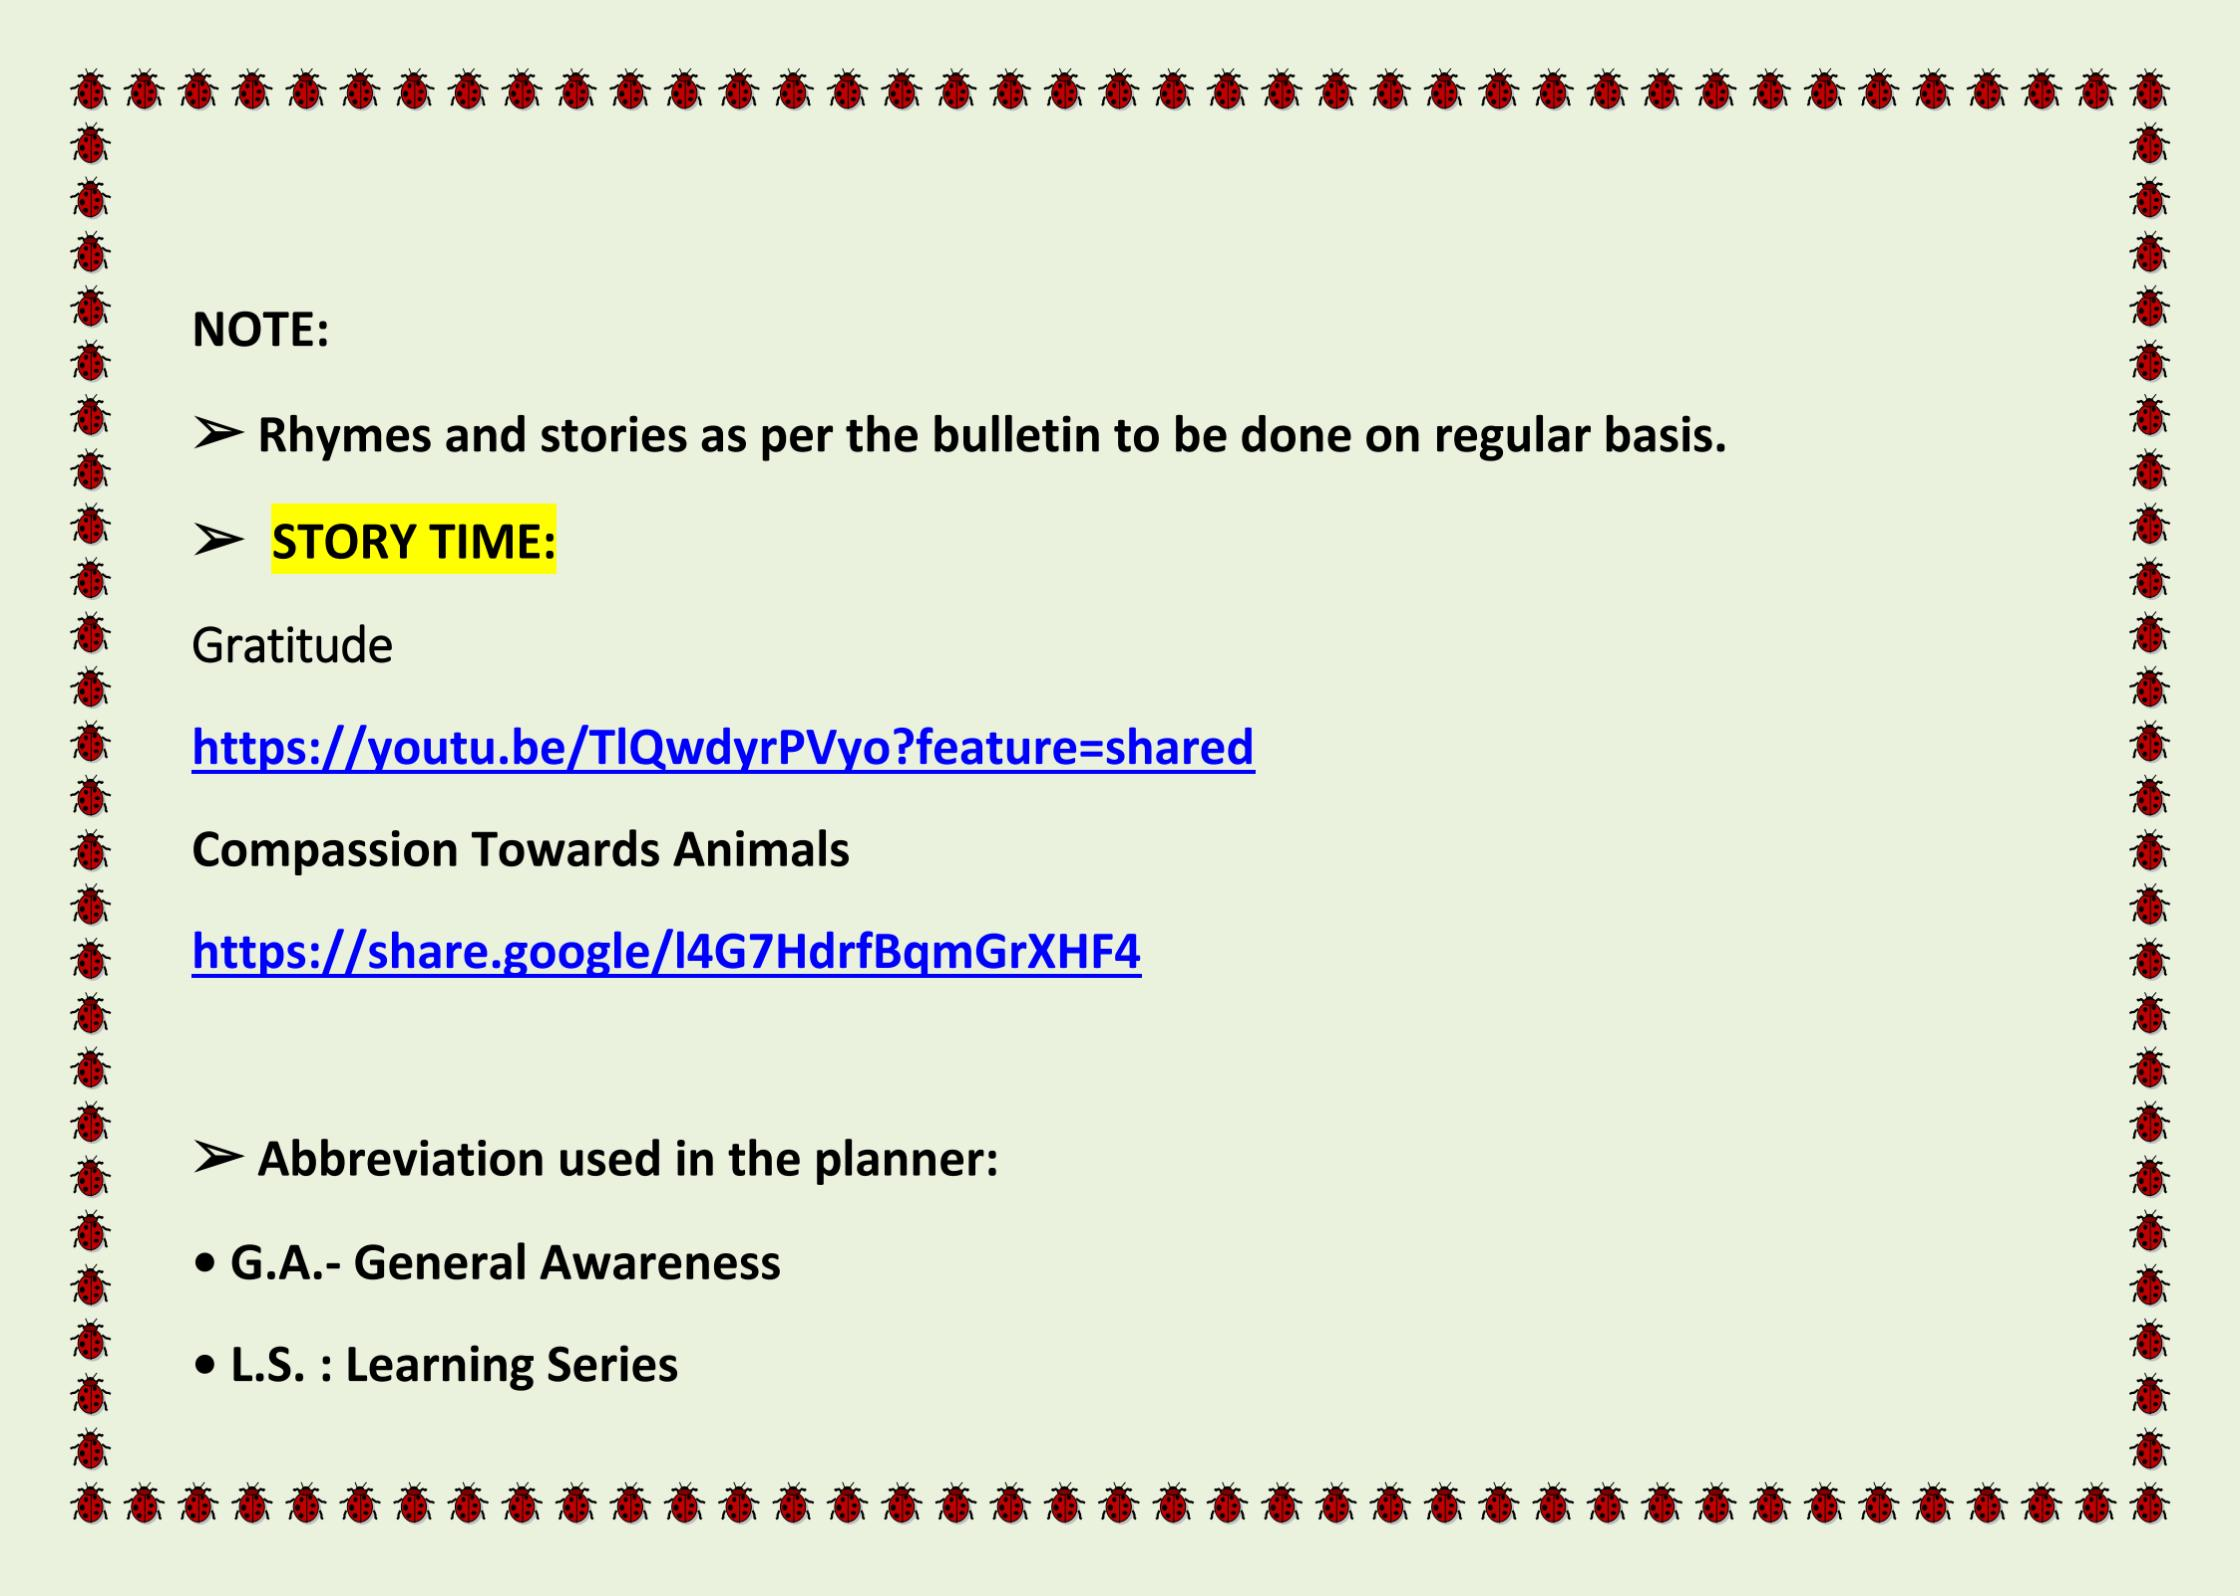 NOTE:
➢ Rhymes and stories as per the bulletin to be done on regular basis.
➢ STORY TIME:
Gratitude
https://youtu.be/TlQwdyrPVyo?feature=shared
Compassion Towards Animals
https://share.google/l4G7HdrfBqmGrXHF4
➢ Abbreviation used in the planner:
• G.A.- General Awareness
• L.S. : Learning Series